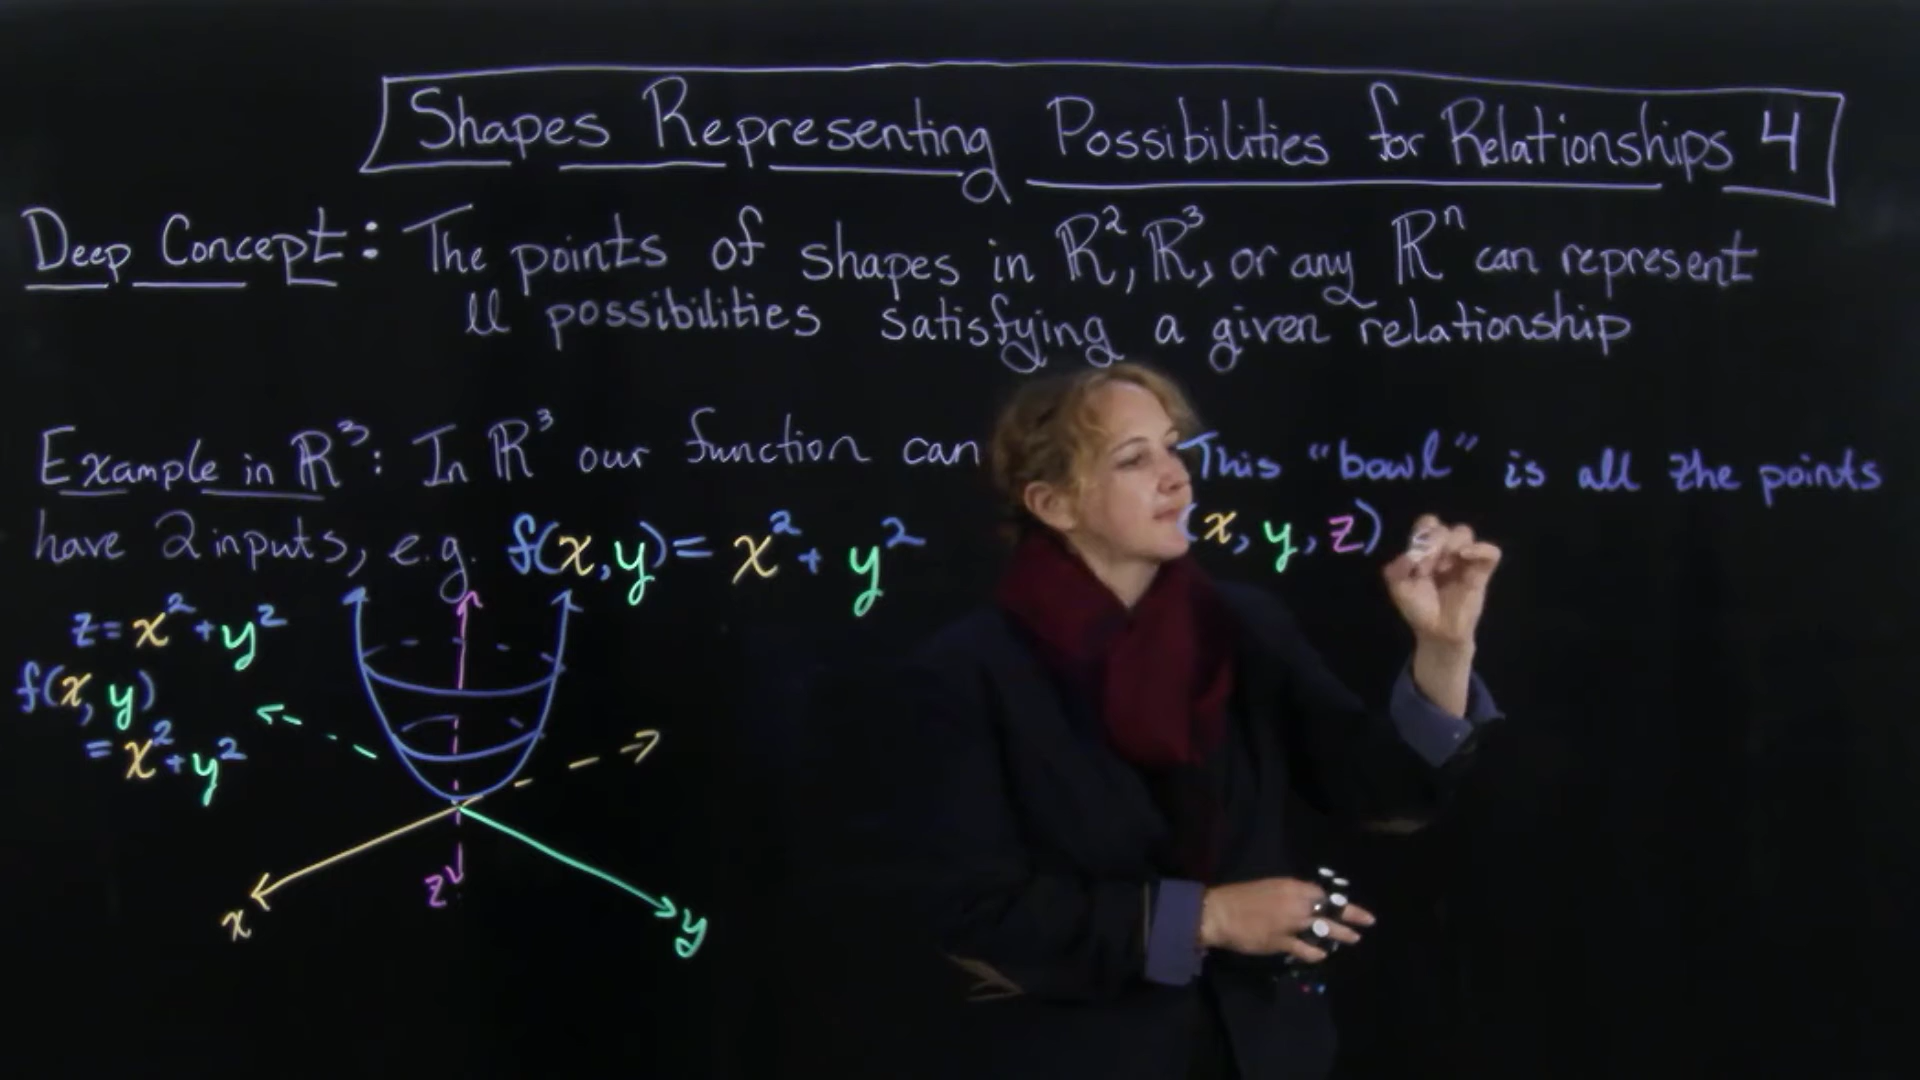 Shapes Representing Possibilities for Relationships 4
Deep Concept: The points of shapes in ℝ², ℝ³, or any ℝⁿ can represent
ll possibilities satisfying a given relationship
Example in ℝ³: In ℝ³ our function can
have 2 inputs, e.g. f(x,y)= x² + y²
This "bowl" is all the points
(x, y, z)
z = x² + y²
f(x, y)
= x² + y²
x
z
y